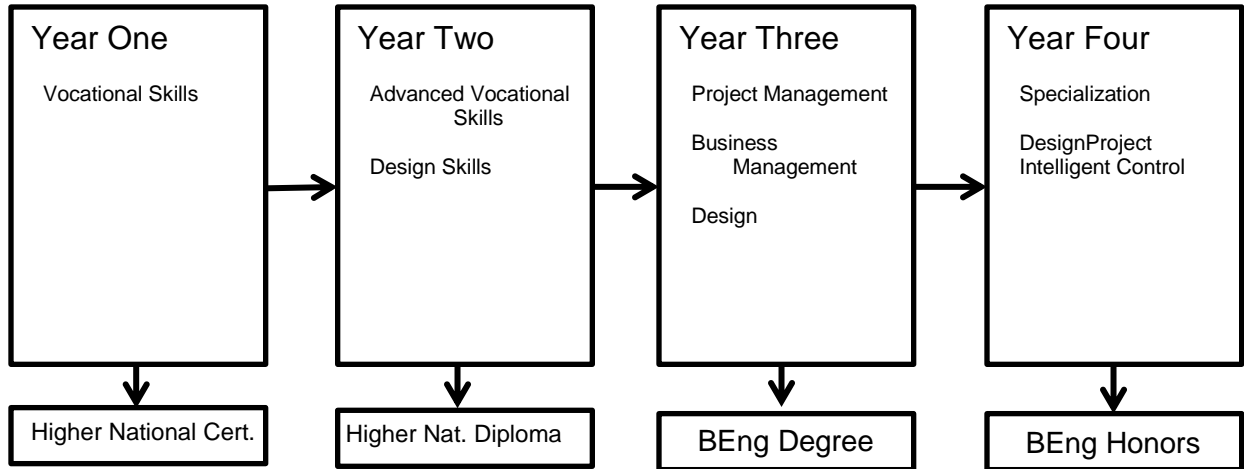 Year One
Vocational Skills
Higher National Cert.
Year Two
Advanced Vocational
Skills
Design Skills
Higher Nat. Diploma
Year Three
Project Management
Business
Management
Design
BEng Degree
Year Four
Specialization
DesignProject
Intelligent Control
BEng Honors